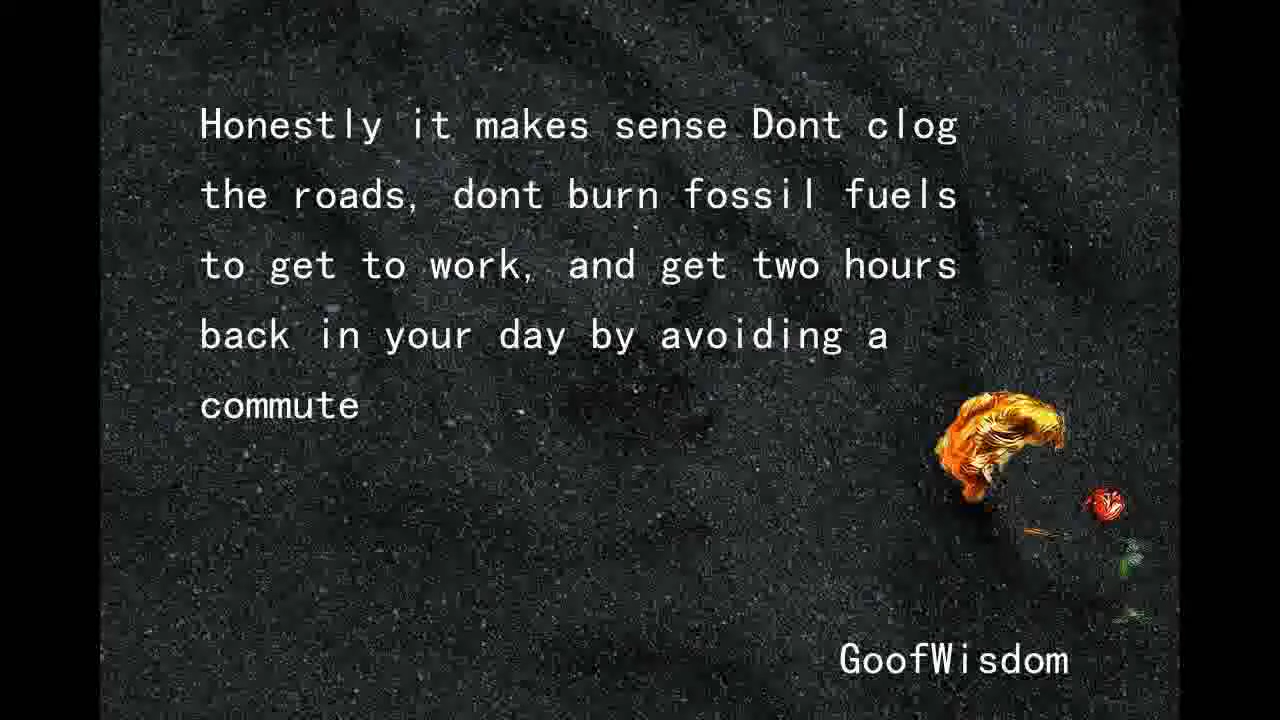 Honestly it makes sense Dont clog
the roads, dont burn fossil fuels
to get to work, and get two hours
back in your day by avoiding a
commute
GoofWisdom